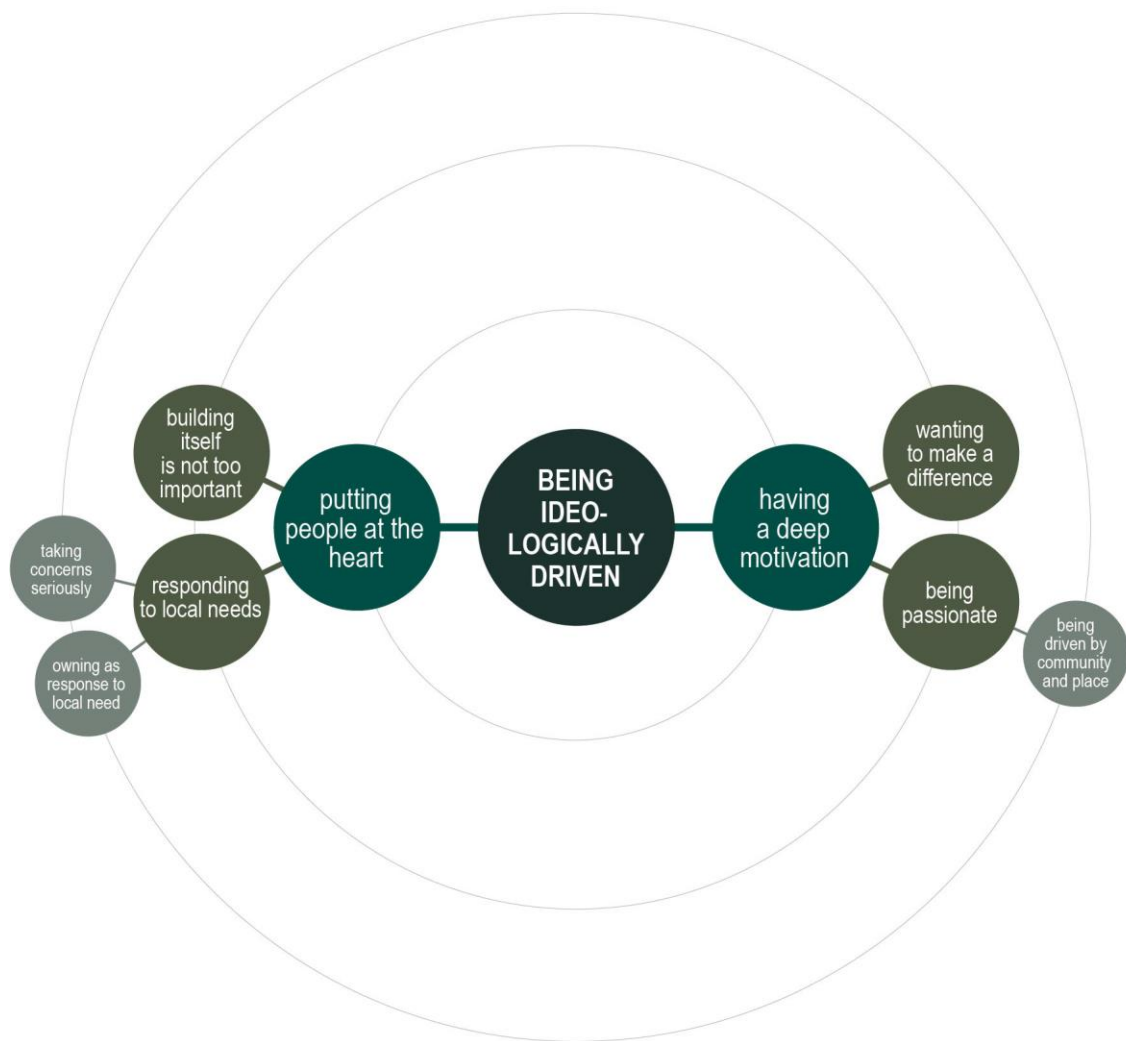 building
itself
is not too
important
taking
concerns
seriously
responding
to local needs
owning as
response to
local need
putting
people at the
heart
BEING
IDEO-
LOGICALLY
DRIVEN
having
a deep
motivation
wanting
to make a
difference
being
passionate
being
driven by
community
and place